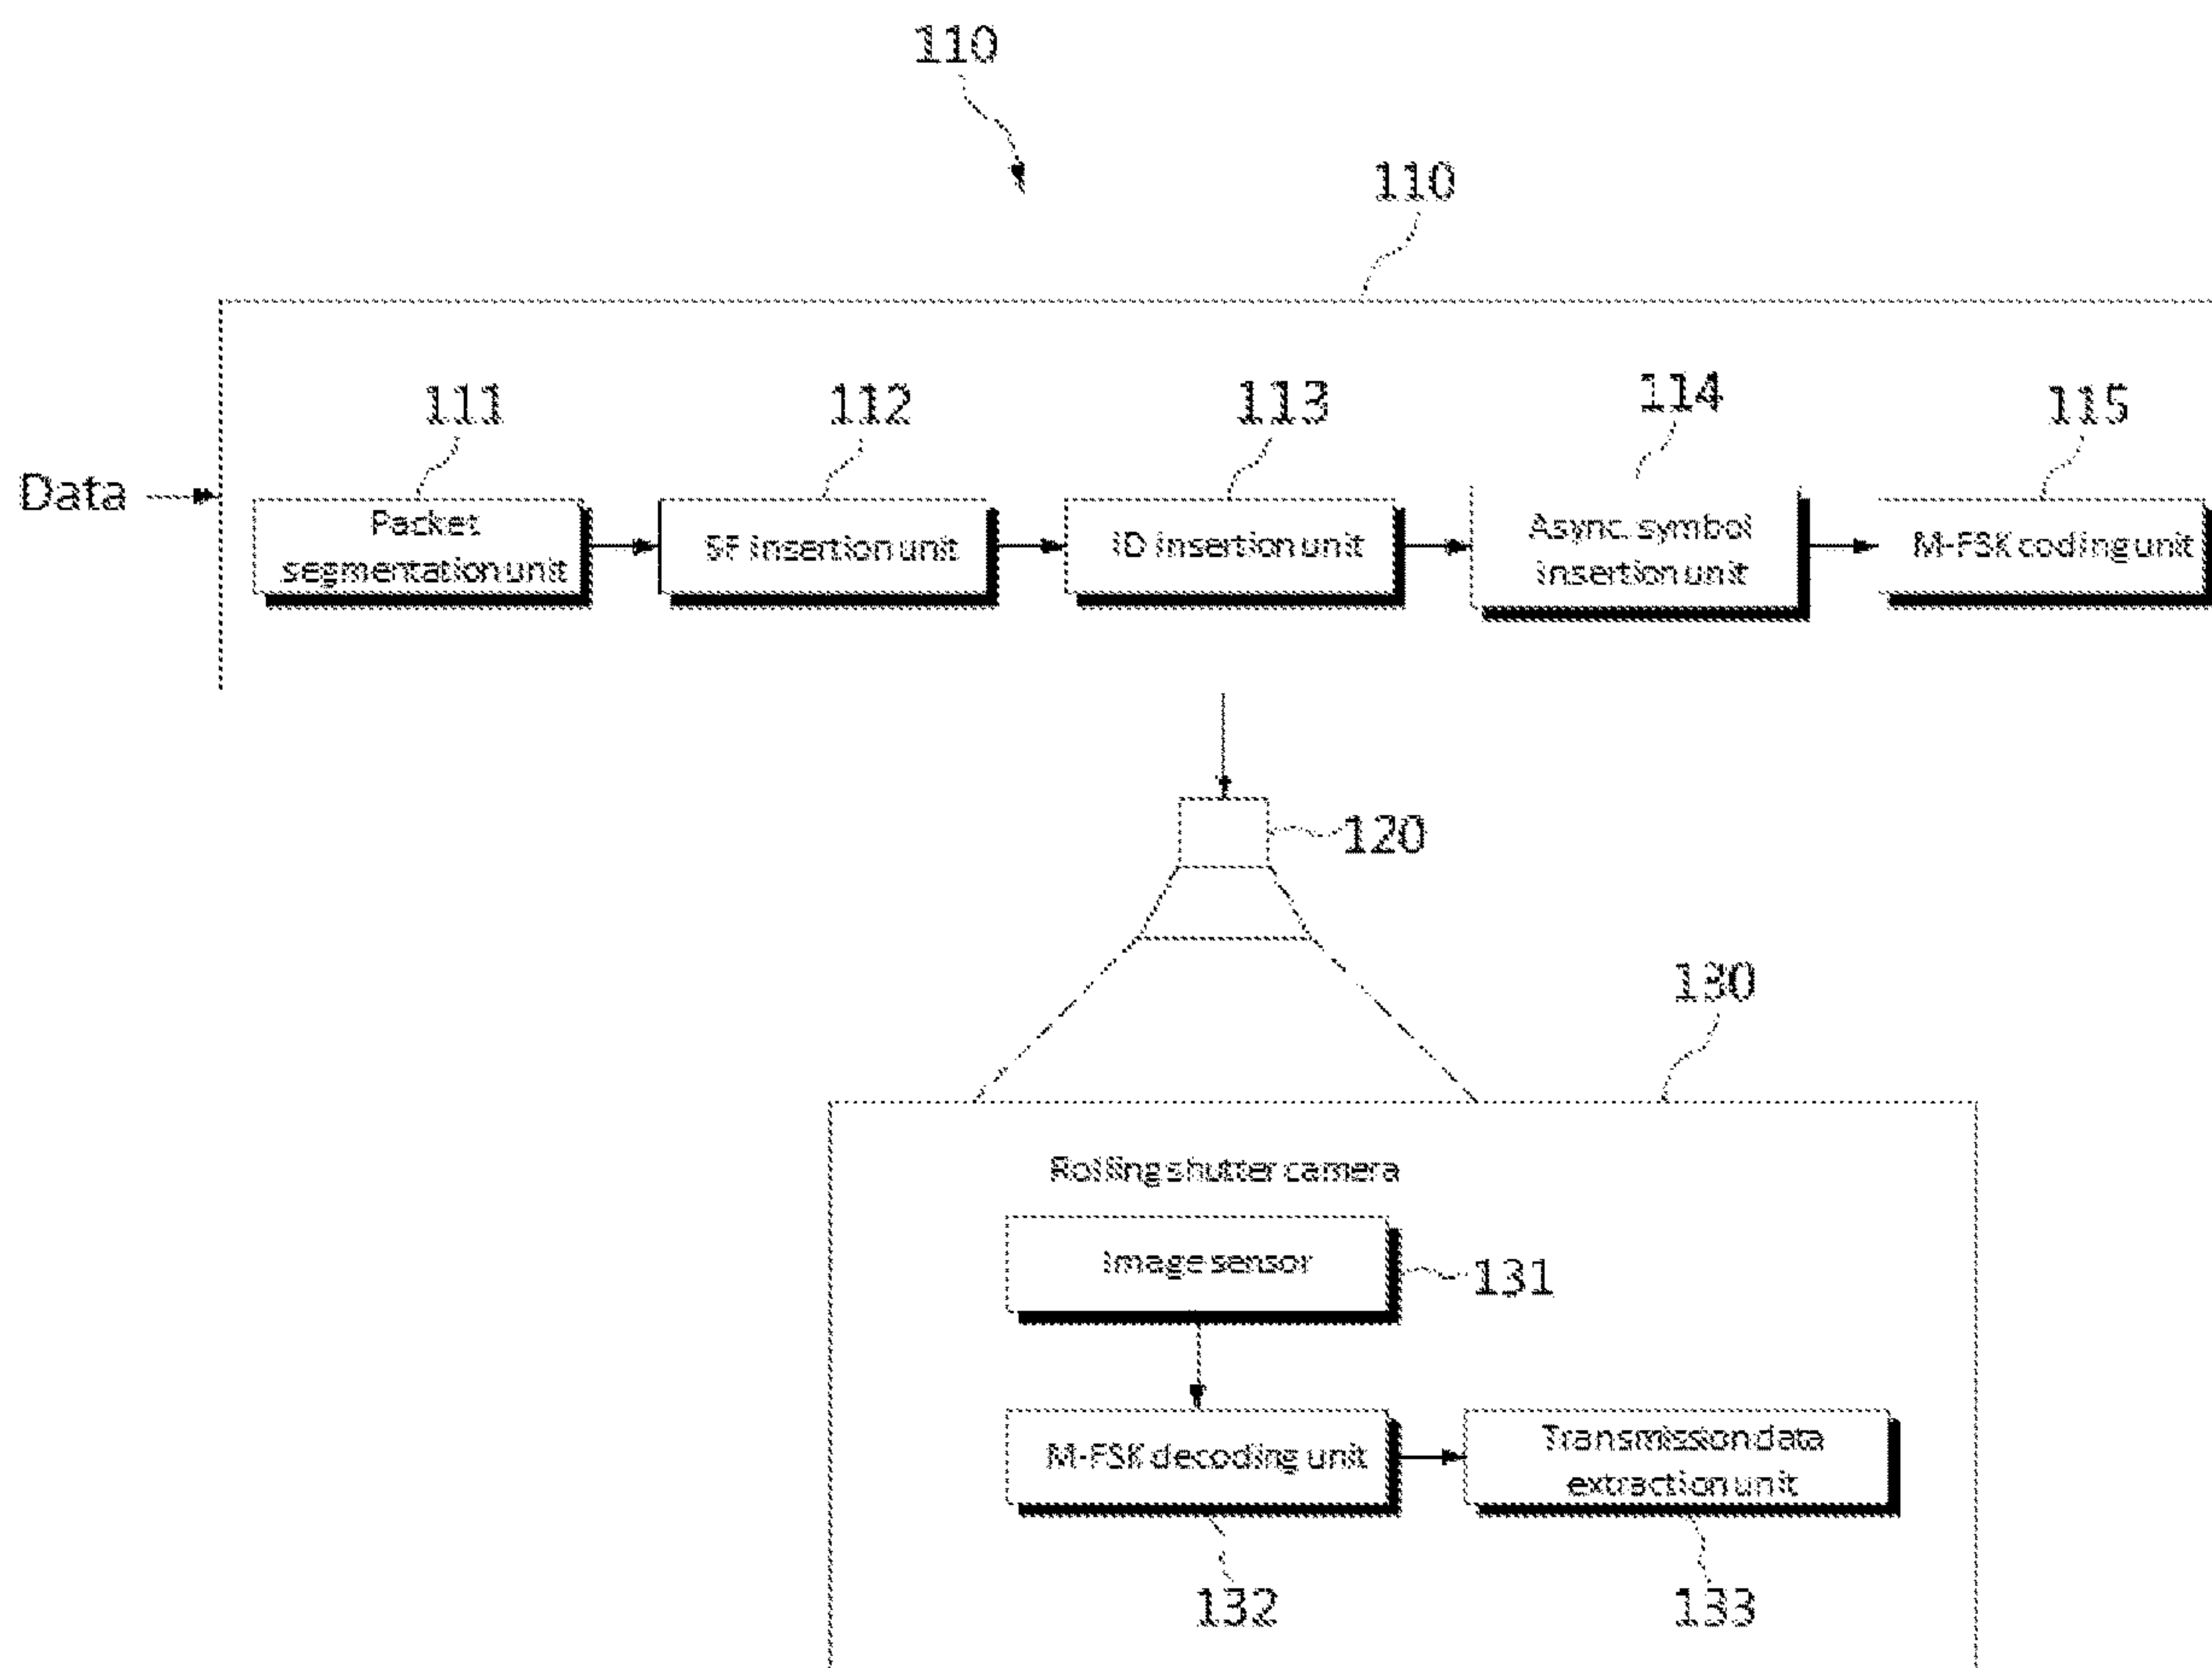 110
110
111
112
113
114
115
Data
Packet
segmentation unit
SF insertion unit
ID insertion unit
Async. symbol
insertion unit
M-FSK coding unit
120
130
Rolling shutter camera
Image sensor
131
M-FSK decoding unit
Transmission data
extraction unit
132
133